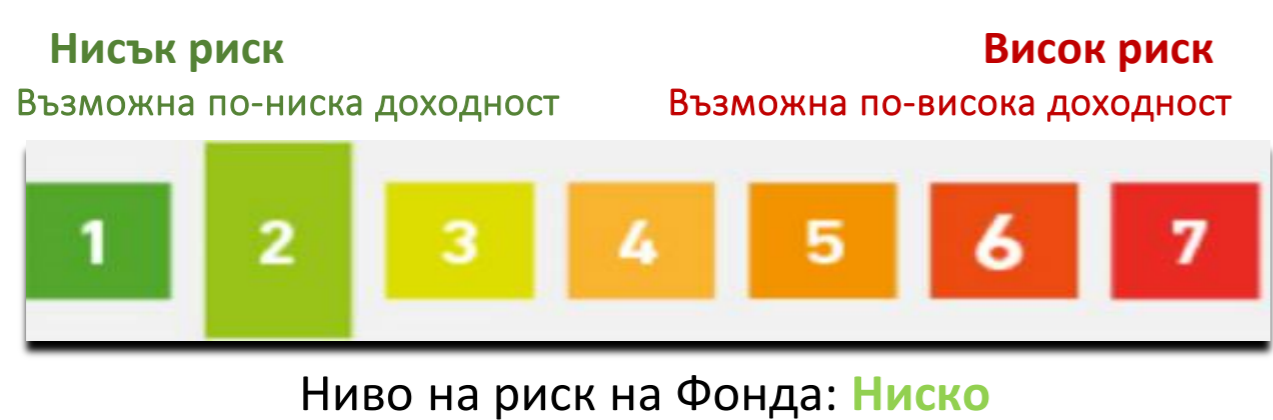 Нисък риск Висок риск
Възможна по-ниска доходност Възможна по-висока доходност
1 2 3 4 5 6 7
Ниво на риск на Фонда: Ниско